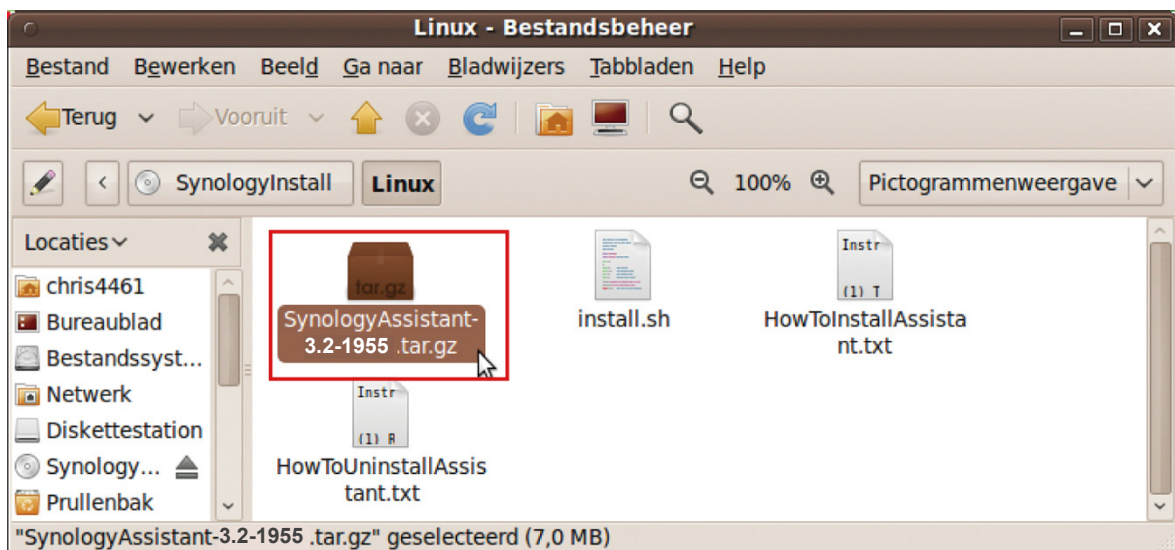 Linux - Bestandsbeheer
Bestand Bewerken Beeld Ga naar Bladwijzers Tabbladen Help
Terug Vooruit
SynologyInstall Linux 100% Pictogrammenweergave
Locaties
chris4461
Bureaublad
Bestandssyst...
Netwerk
Diskettestation
Synology...
Prullenbak
tar.gz
SynologyAssistant-
3.2-1955 .tar.gz
install.sh
Instr
(1) T
HowToInstallAssista
nt.txt
Instr
(1) R
HowToUninstallAssis
tant.txt
"SynologyAssistant-3.2-1955 .tar.gz" geselecteerd (7,0 MB)